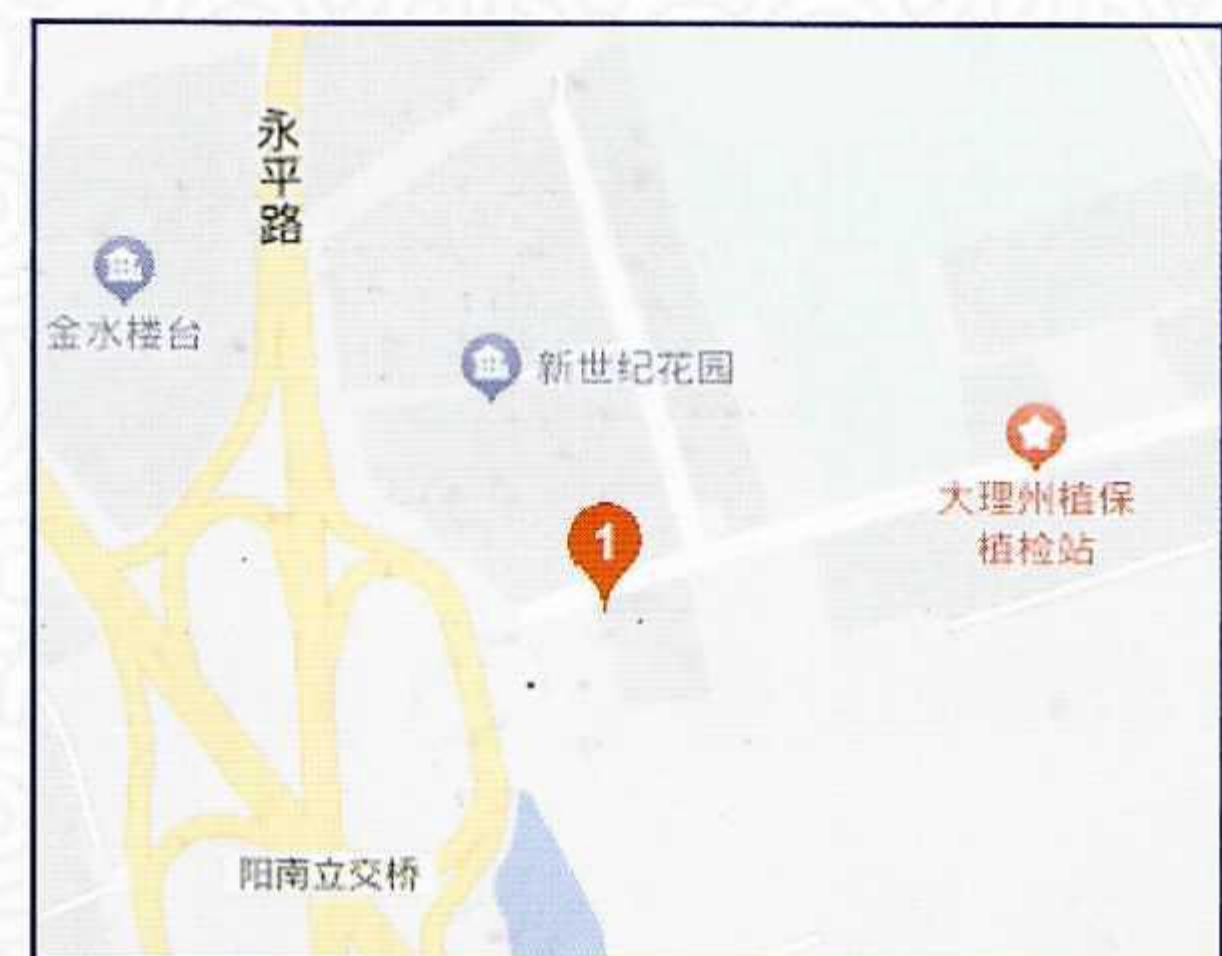 永平路
金水楼台
新世纪花园
大理州植保
植检站
1
阳南立交桥